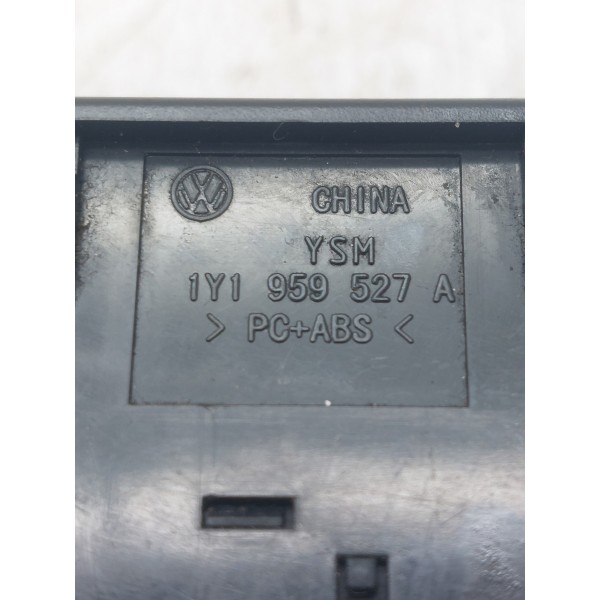 CHINA
YSM
1Y1 959 527 A
> PC+ABS <